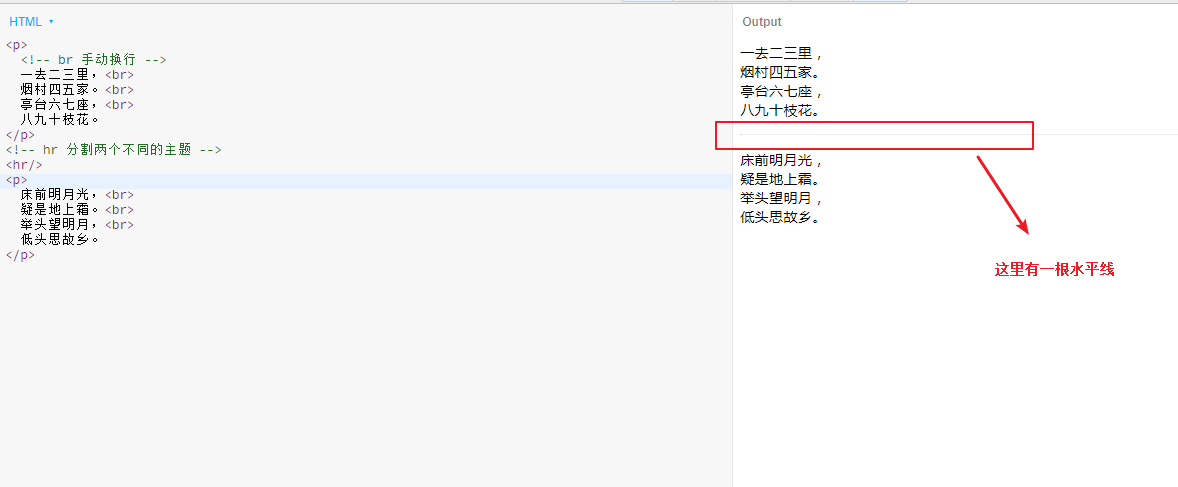 HTML
<p>
<!-- br 手动换行 -->
一去二三里，<br>
烟村四五家。<br>
亭台六七座，<br>
八九十枝花。
</p>
<!-- hr 分割两个不同的主题 -->
<hr/>
<p>
床前明月光，<br>
疑是地上霜。<br>
举头望明月，<br>
低头思故乡。
</p>
Output
一去二三里，
烟村四五家。
亭台六七座，
八九十枝花。
床前明月光，
疑是地上霜。
举头望明月，
低头思故乡。
这里有一根水平线